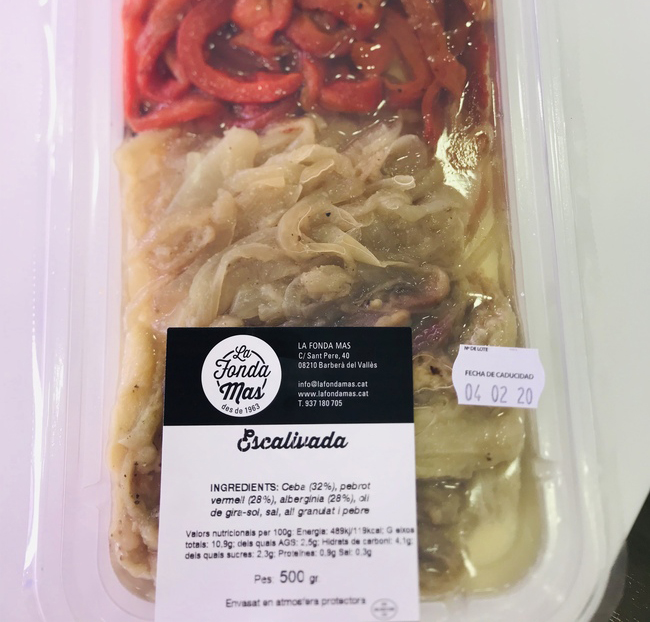 La
Fonda
Mas
des de 1963
LA FONDA MAS
C/ Sant Pere, 40
08210 Barberà del Vallès
info@lafondamas.cat
www.lafondamas.cat
T. 937 180 705
Escalivada
INGREDIENTS: Ceba (32%), pebrot
vermell (28%), alberginia (28%), oli
de gira-sol, sal, all granulat i pebre
Valors nutricionals per 100g: Energia: 489kj/119kcal; Greixos
totals: 10,9g; dels quals AGS: 2,5g; Hidrats de carboni: 4,1g;
dels quals sucres: 2,3g; Proteïnes: 0,9g Sal: 0,3g
Pes: 500 gr
Envasat en atmosfera protectora
Nº DE LOTE
FECHA DE CADUCIDAD
04 02 20